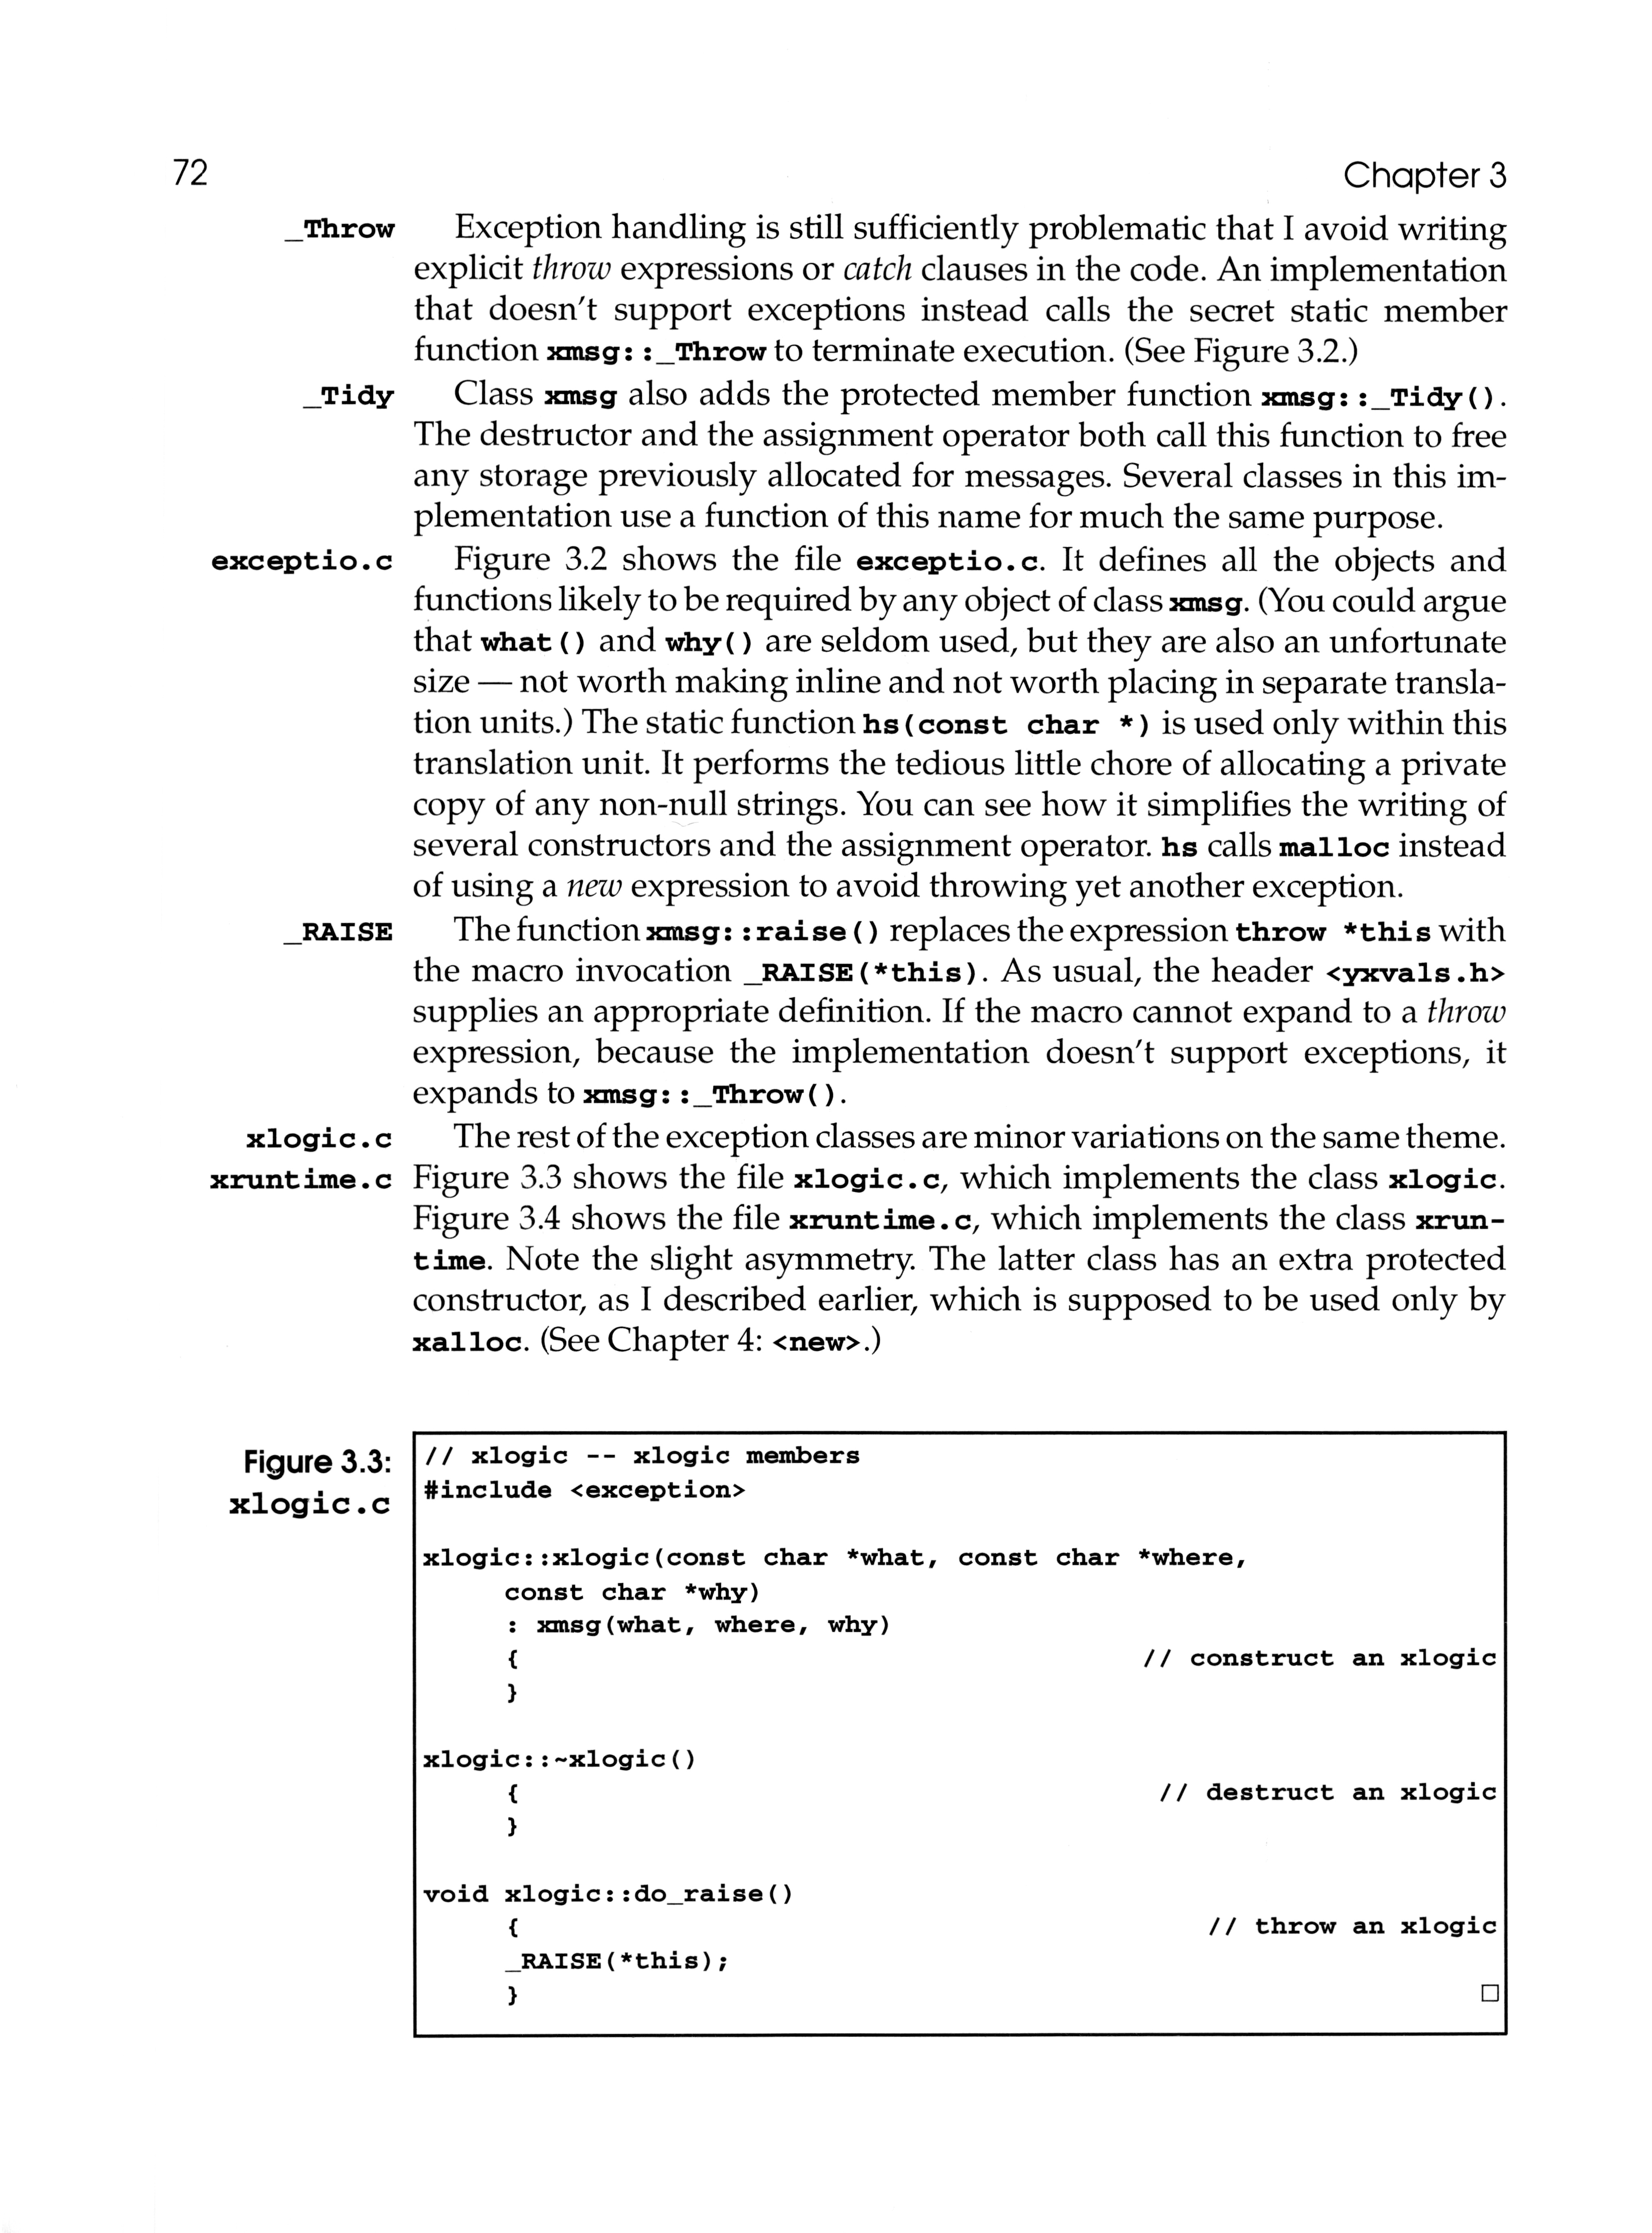 72 Chapter 3
_Throw Exception handling is still sufficiently problematic that I avoid writing
explicit throw expressions or catch clauses in the code. An implementation
that doesn't support exceptions instead calls the secret static member
function xmsg::_Throw to terminate execution. (See Figure 3.2.)
_Tidy Class xmsg also adds the protected member function xmsg::_Tidy().
The destructor and the assignment operator both call this function to free
any storage previously allocated for messages. Several classes in this im-
plementation use a function of this name for much the same purpose.
exceptio.c Figure 3.2 shows the file exceptio.c. It defines all the objects and
functions likely to be required by any object of class xmsg. (You could argue
that what() and why() are seldom used, but they are also an unfortunate
size — not worth making inline and not worth placing in separate transla-
tion units.) The static function hs(const char *) is used only within this
translation unit. It performs the tedious little chore of allocating a private
copy of any non-null strings. You can see how it simplifies the writing of
several constructors and the assignment operator. hs calls malloc instead
of using a new expression to avoid throwing yet another exception.
_RAISE The function xmsg::raise() replaces the expression throw *this with
the macro invocation _RAISE(*this). As usual, the header <yxvals.h>
supplies an appropriate definition. If the macro cannot expand to a throw
expression, because the implementation doesn't support exceptions, it
expands to xmsg::_Throw().
xlogic.c The rest of the exception classes are minor variations on the same theme.
xruntime.c Figure 3.3 shows the file xlogic.c, which implements the class xlogic.
Figure 3.4 shows the file xruntime.c, which implements the class xrun-
time. Note the slight asymmetry. The latter class has an extra protected
constructor, as I described earlier, which is supposed to be used only by
xalloc. (See Chapter 4: <new>.)
Figure 3.3:
xlogic.c
// xlogic -- xlogic members
#include <exception>
xlogic::xlogic(const char *what, const char *where,
const char *why)
: xmsg(what, where, why)
{ // construct an xlogic
}
xlogic::~xlogic()
{ // destruct an xlogic
}
void xlogic::do_raise()
{ // throw an xlogic
_RAISE(*this);
} □